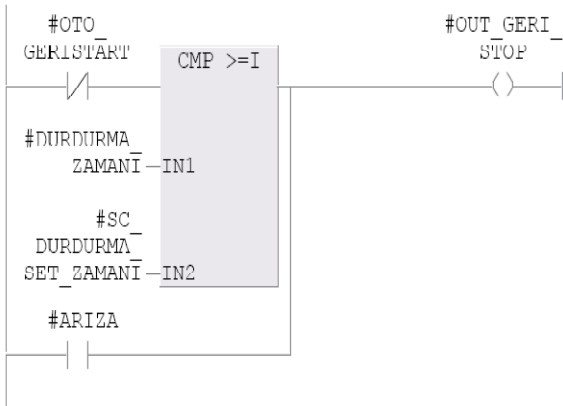 #OTO_
GERISTART
CMP >=I
#OUT_GERI_
STOP
#DURDURMA_
ZAMANI
IN1
#SC_
DURDURMA_
SET_ZAMANI
IN2
#ARIZA